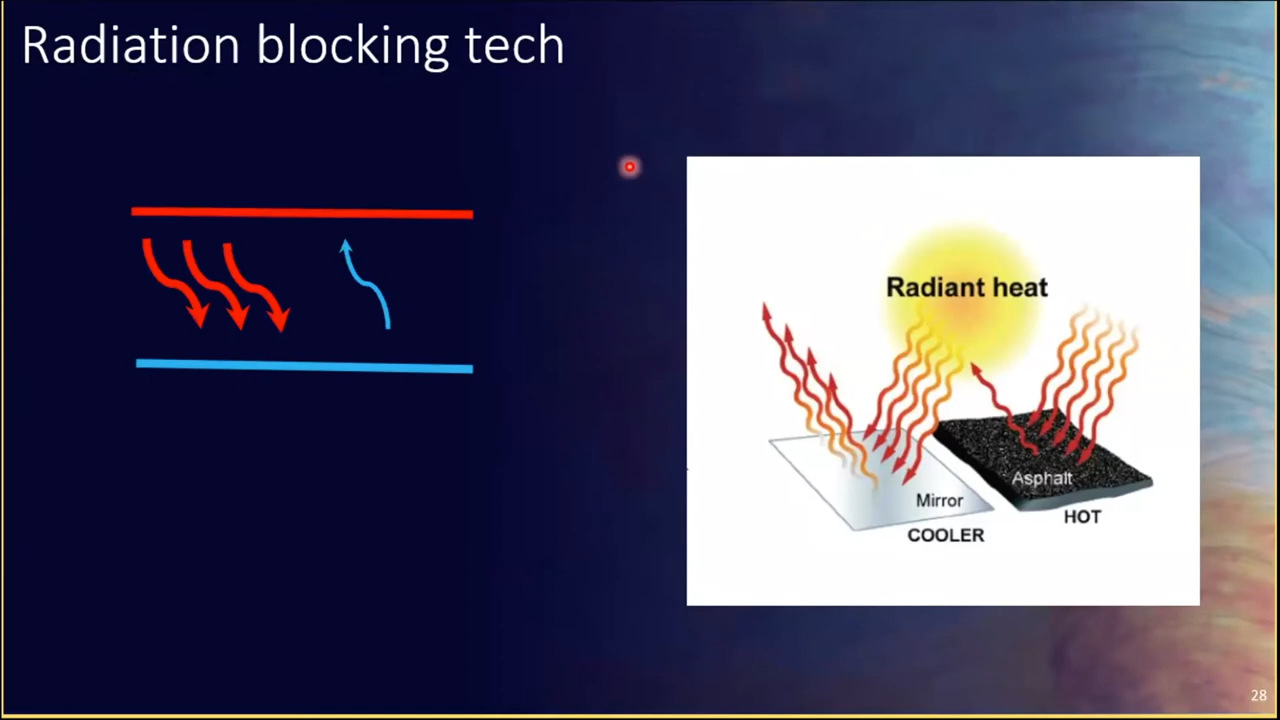 Radiation blocking tech
Radiant heat
Asphalt
Mirror
HOT
COOLER
28